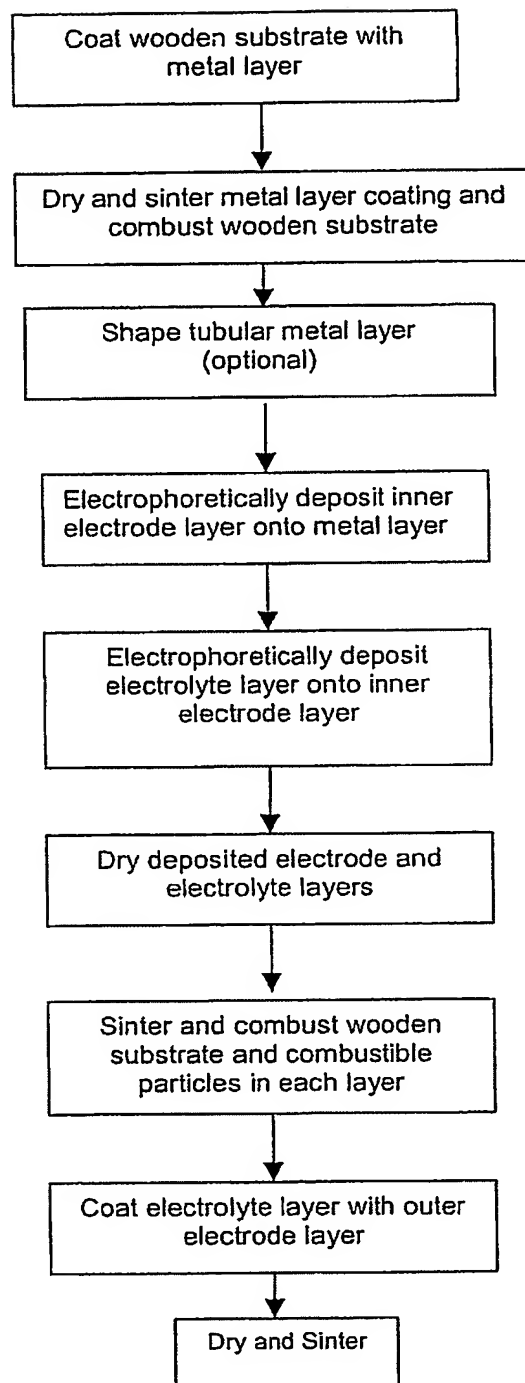 Coat wooden substrate with
metal layer
Dry and sinter metal layer coating and
combust wooden substrate
Shape tubular metal layer
(optional)
Electrophoretically deposit inner
electrode layer onto metal layer
Electrophoretically deposit
electrolyte layer onto inner
electrode layer
Dry deposited electrode and
electrolyte layers
Sinter and combust wooden
substrate and combustible
particles in each layer
Coat electrolyte layer with outer
electrode layer
Dry and Sinter